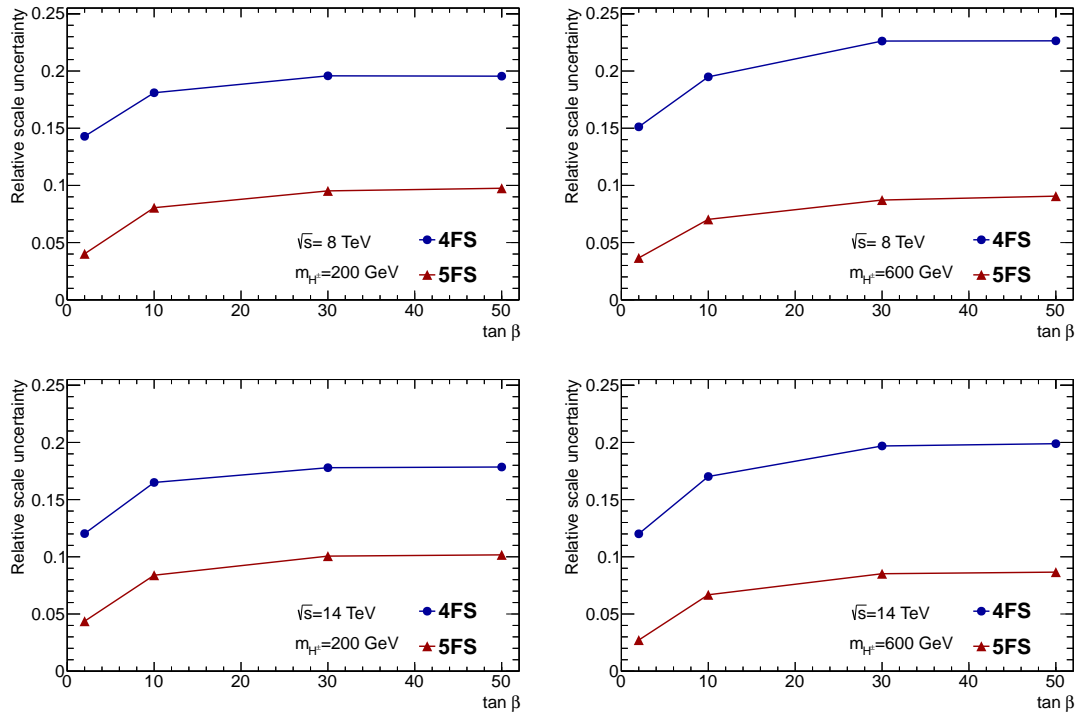 Relative scale uncertainty
0.25
0.2
0.15
0.1
0.05
0
√s= 8 TeV
4FS
m_H±=200 GeV
5FS
0 10 20 30 40 50
tan β
Relative scale uncertainty
0.25
0.2
0.15
0.1
0.05
0
√s= 8 TeV
4FS
m_H±=600 GeV
5FS
0 10 20 30 40 50
tan β
Relative scale uncertainty
0.25
0.2
0.15
0.1
0.05
0
√s=14 TeV
4FS
m_H±=200 GeV
5FS
0 10 20 30 40 50
tan β
Relative scale uncertainty
0.25
0.2
0.15
0.1
0.05
0
√s=14 TeV
4FS
m_H±=600 GeV
5FS
0 10 20 30 40 50
tan β